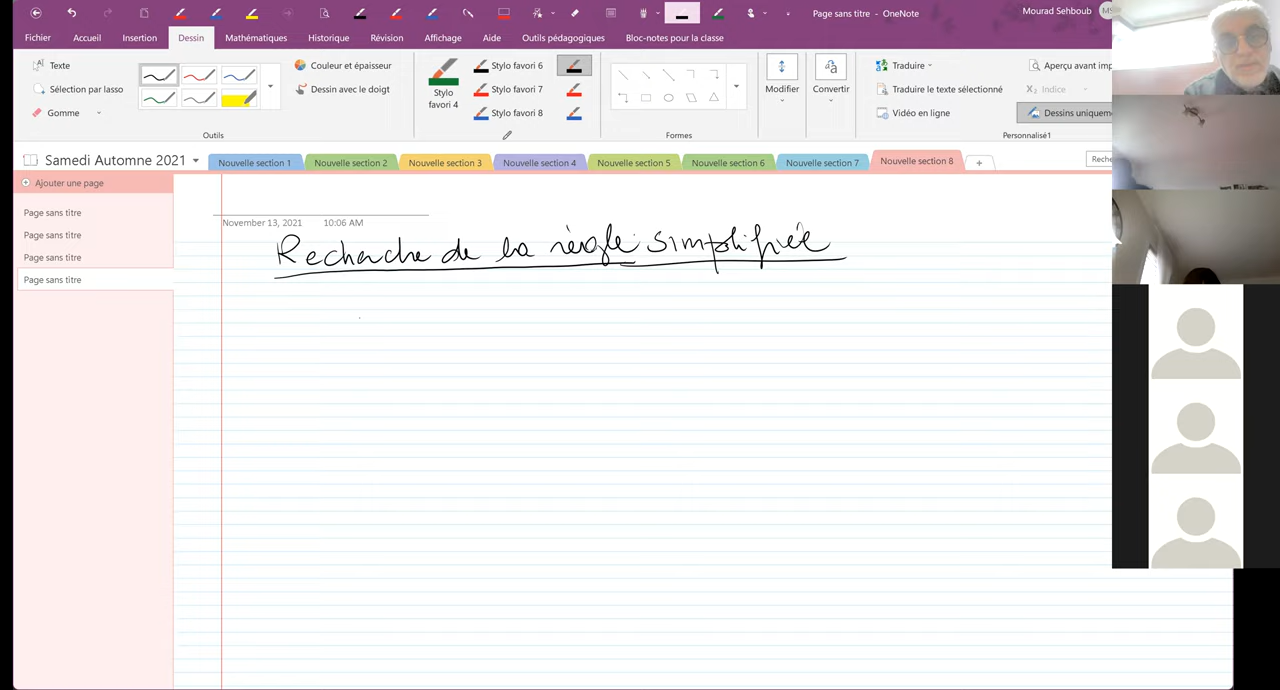 Page sans titre - OneNote
Mourad Sehboub
MS
Fichier
Accueil
Insertion
Dessin
Mathématiques
Historique
Révision
Affichage
Aide
Outils pédagogiques
Bloc-notes pour la classe
Texte
Sélection par lasso
Gomme
Outils
Couleur et épaisseur
Dessin avec le doigt
Stylo
favori 4
Stylo favori 6
Stylo favori 7
Stylo favori 8
Formes
Modifier
Convertir
Traduire
Traduire le texte sélectionné
Vidéo en ligne
Aperçu avant imp
Indice
Dessins uniqueme
Personnalisé1
Samedi Automne 2021
Nouvelle section 1
Nouvelle section 2
Nouvelle section 3
Nouvelle section 4
Nouvelle section 5
Nouvelle section 6
Nouvelle section 7
Nouvelle section 8
Reche
Ajouter une page
Page sans titre
Page sans titre
Page sans titre
Page sans titre
November 13, 2021 10:06 AM
Recherche de la règle simplifiée